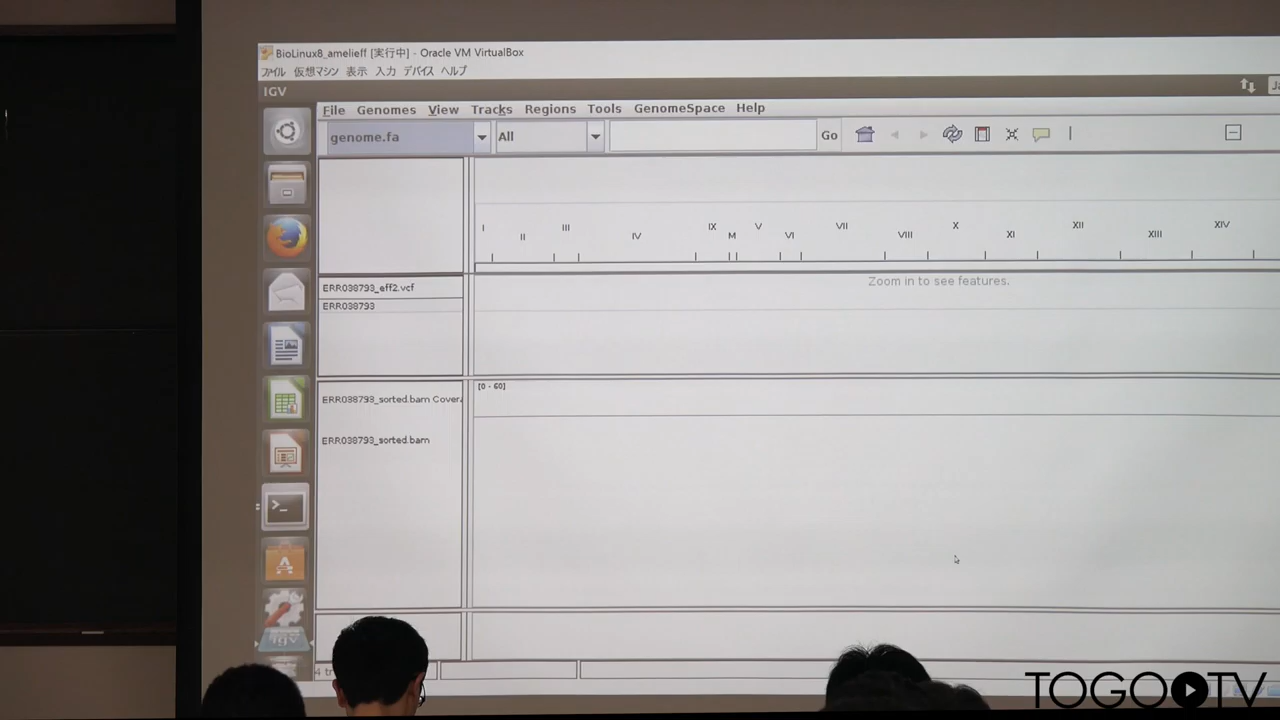 BioLinux8_amelieff [実行中] - Oracle VM VirtualBox
ファイル 仮想マシン 表示 入力 デバイス ヘルプ
IGV
File Genomes View Tracks Regions Tools GenomeSpace Help
genome.fa All Go
I II III IV IX M V VI VII VIII X XI XII XIII XIV
ERR038793_eff2.vcf
Zoom in to see features.
ERR038793
[0 - 60]
ERR038793_sorted.bam Cover
ERR038793_sorted.bam
TOGO TV